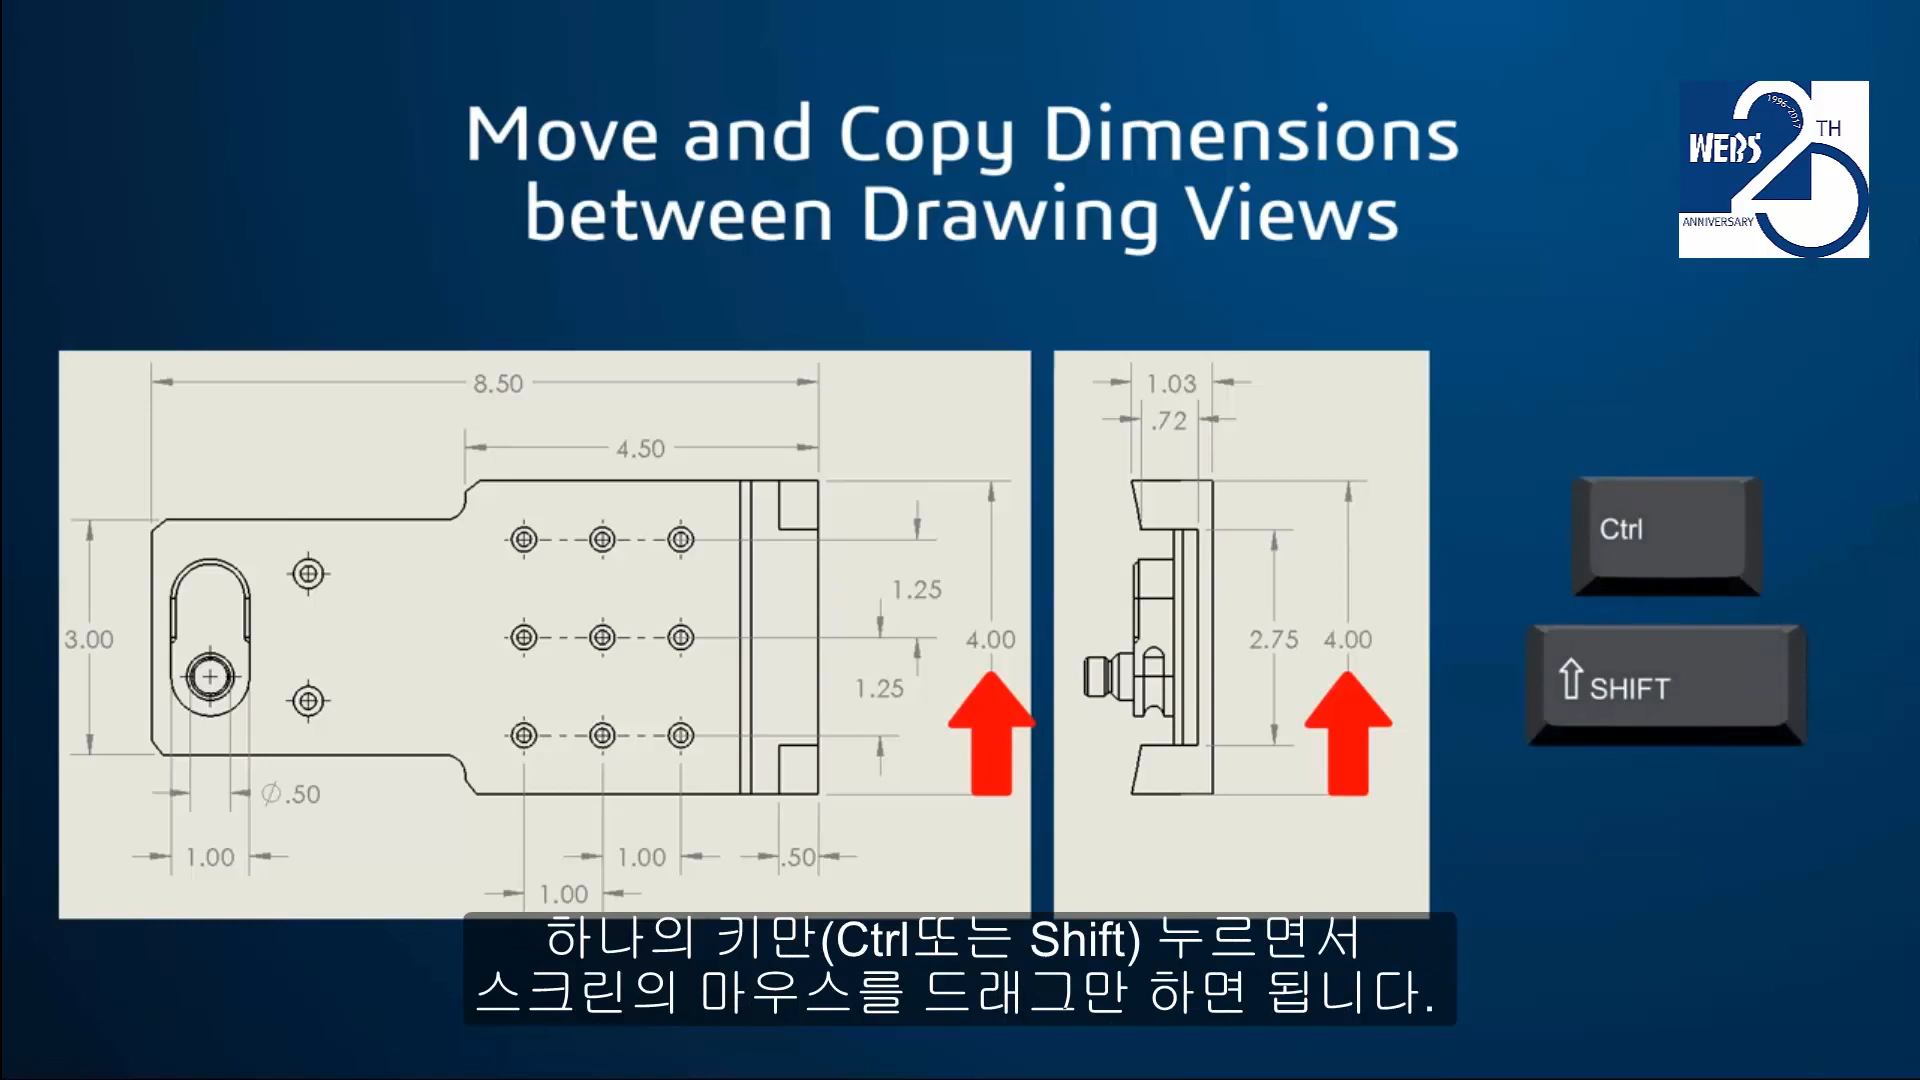 Move and Copy Dimensions
between Drawing Views
1996-2017
WEBS
TH
ANNIVERSARY
8.50
4.50
3.00
1.25
4.00
1.25
∅.50
1.00
1.00
.50
1.00
1.03
.72
2.75
4.00
Ctrl
⇧ SHIFT
하나의 키만(Ctrl또는 Shift) 누르면서
스크린의 마우스를 드래그만 하면 됩니다.